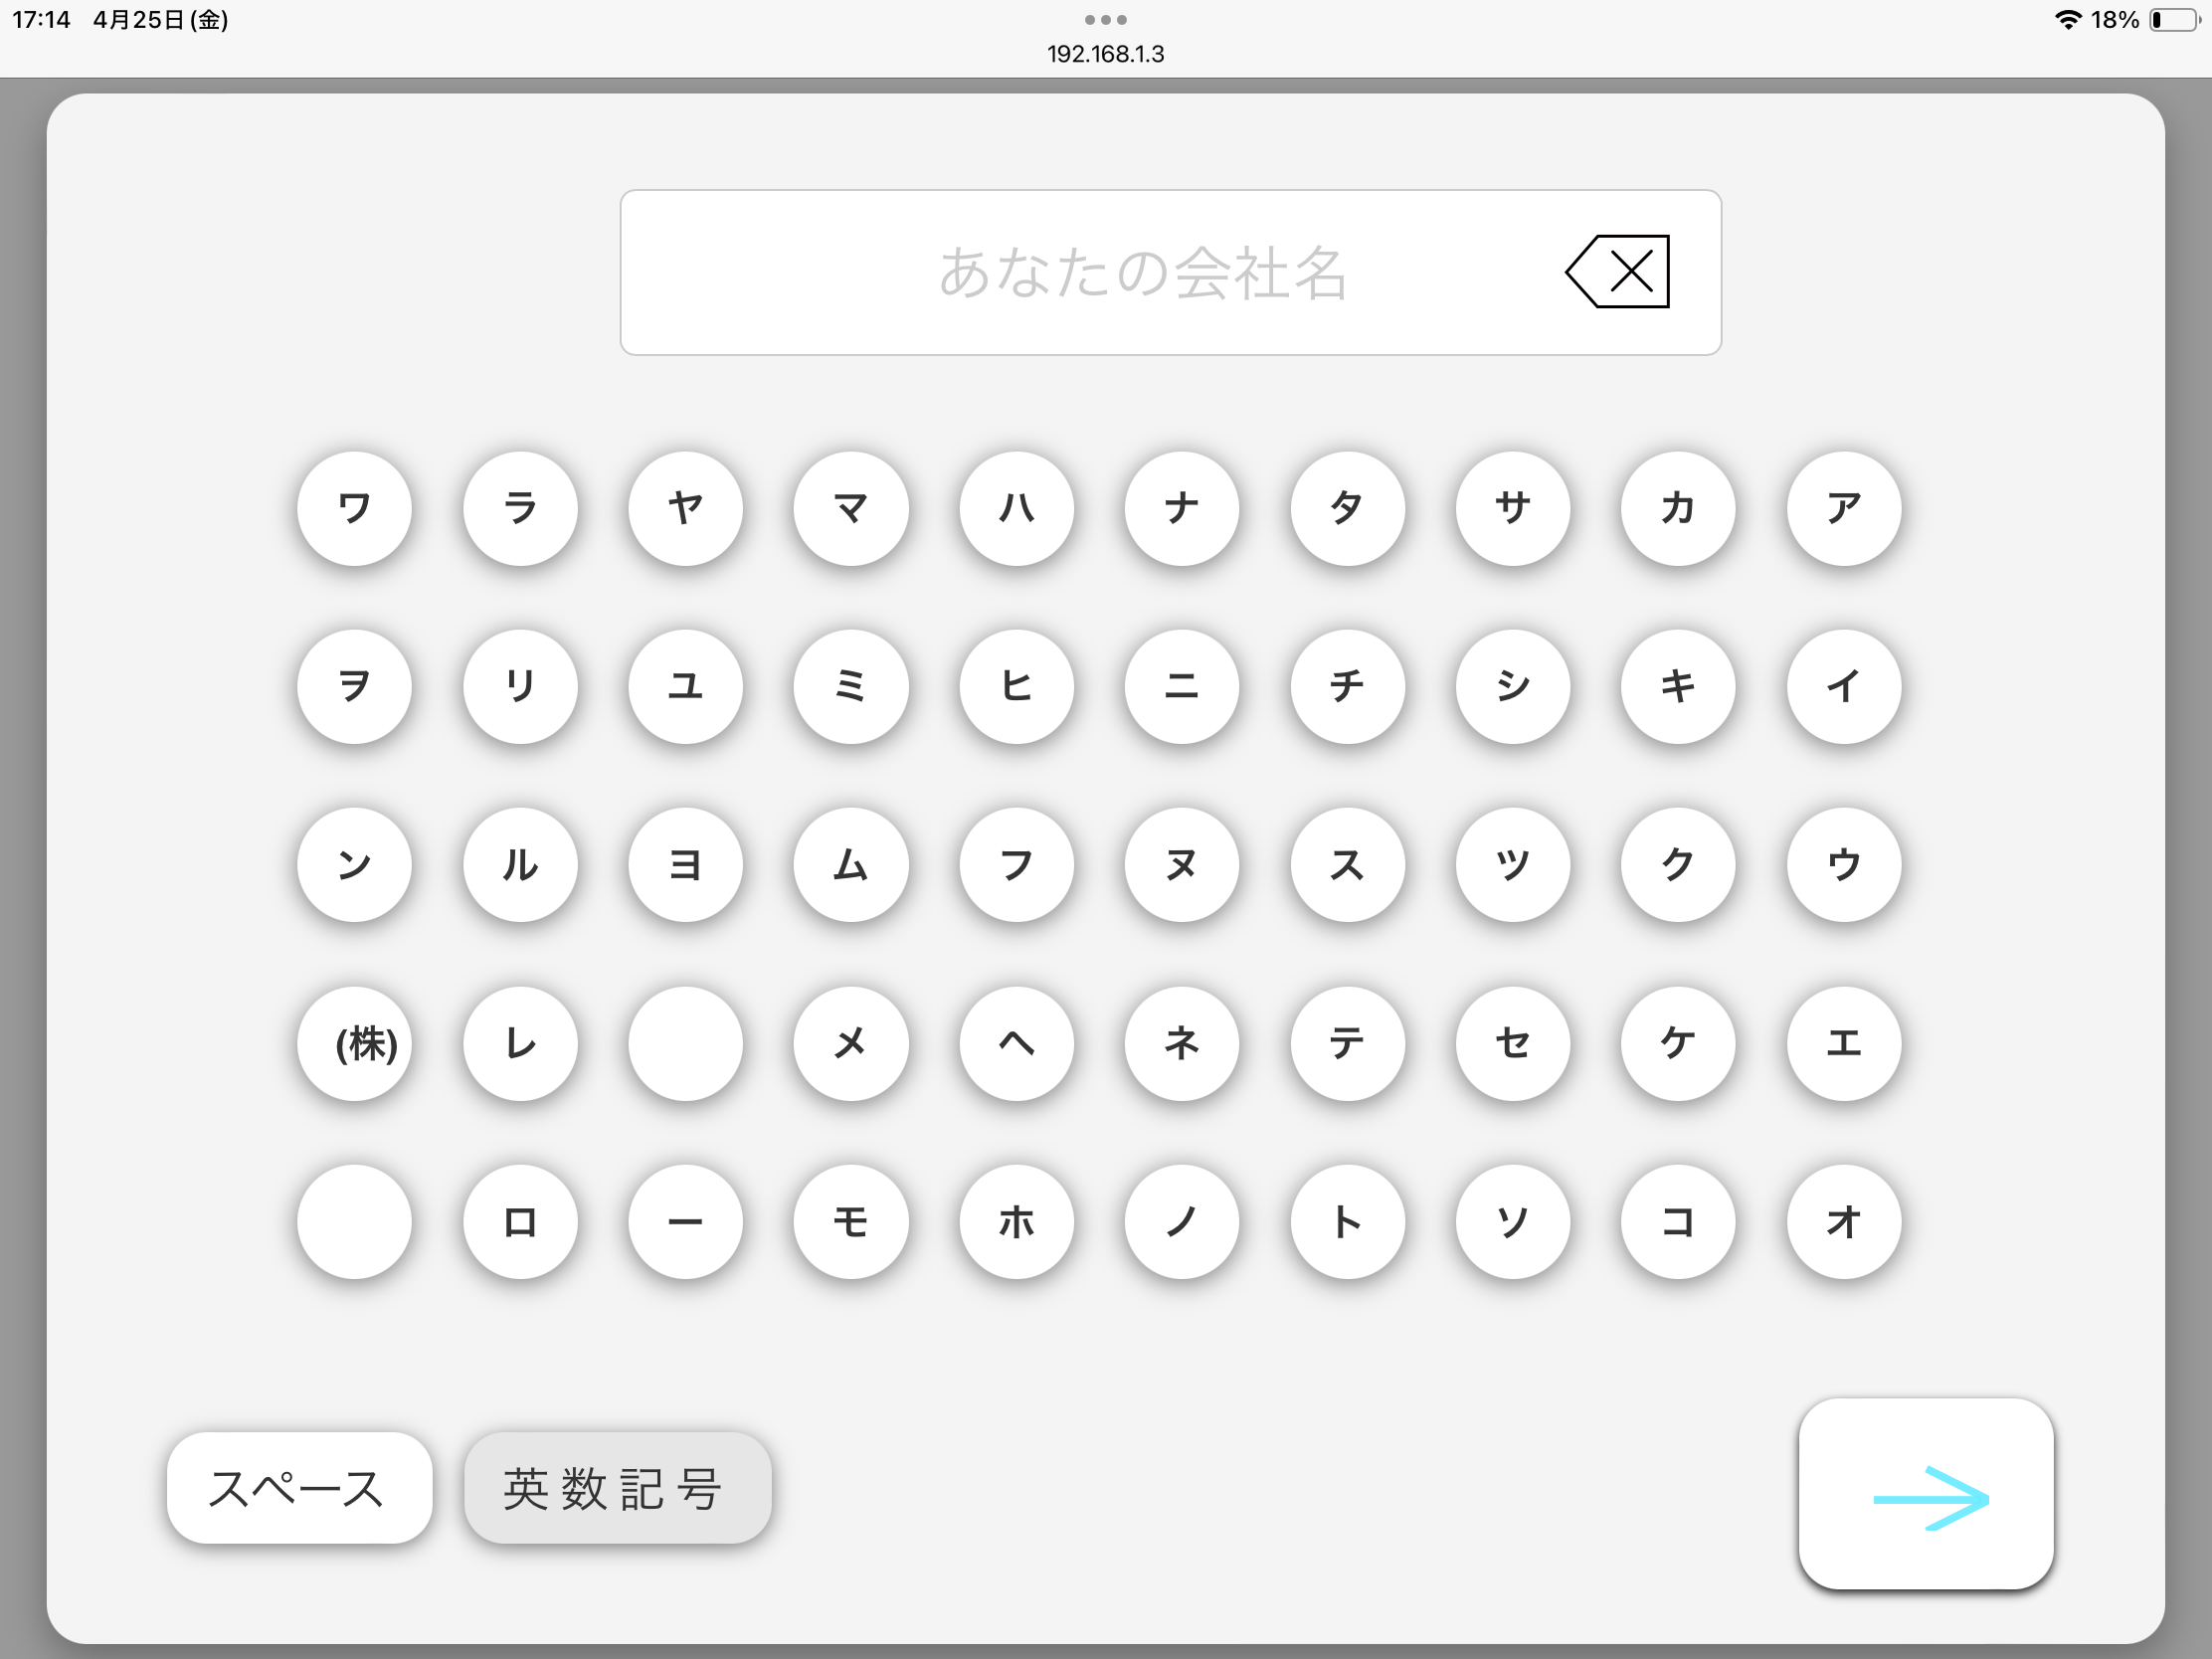 17:14 4月25日(金) 18%
192.168.1.3
あなたの会社名
ワ ラ ヤ マ ハ ナ タ サ カ ア
ヲ リ ユ ミ ヒ ニ チ シ キ イ
ン ル ヨ ム フ ヌ ス ツ ク ウ
(株) レ メ ヘ ネ テ セ ケ エ
ロ ー モ ホ ノ ト ソ コ オ
スペース 英数記号